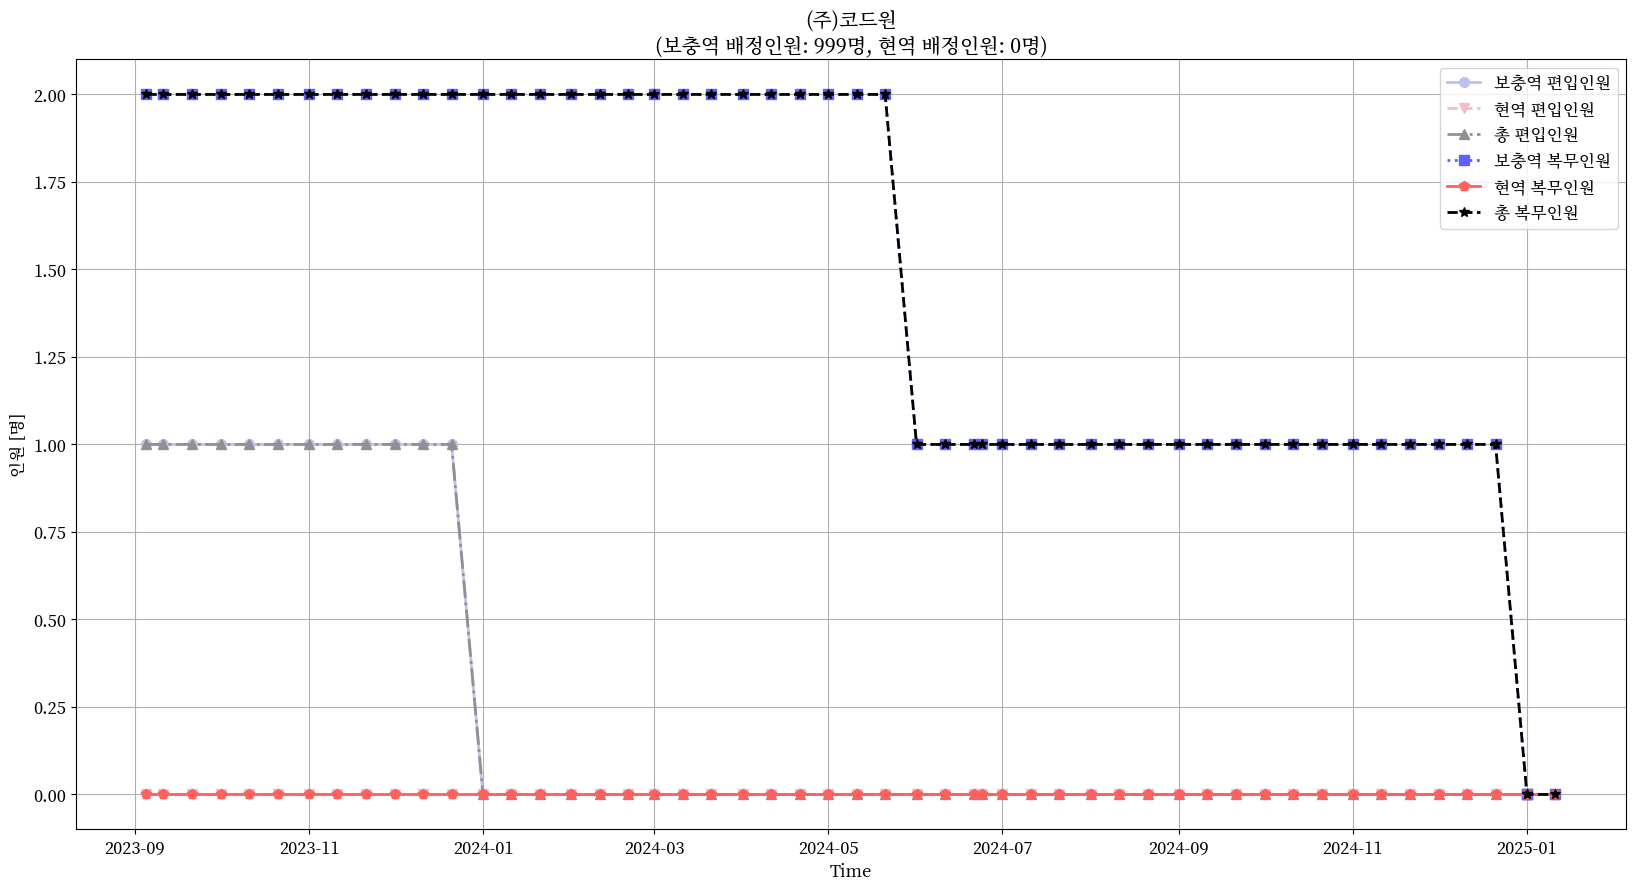 (주)코드원
(보충역 배정인원: 999명, 현역 배정인원: 0명)
보충역 편입인원
현역 편입인원
총 편입인원
보충역 복무인원
현역 복무인원
총 복무인원
인원 [명]
2.00
1.75
1.50
1.25
1.00
0.75
0.50
0.25
0.00
2023-09
2023-11
2024-01
2024-03
2024-05
2024-07
2024-09
2024-11
2025-01
Time